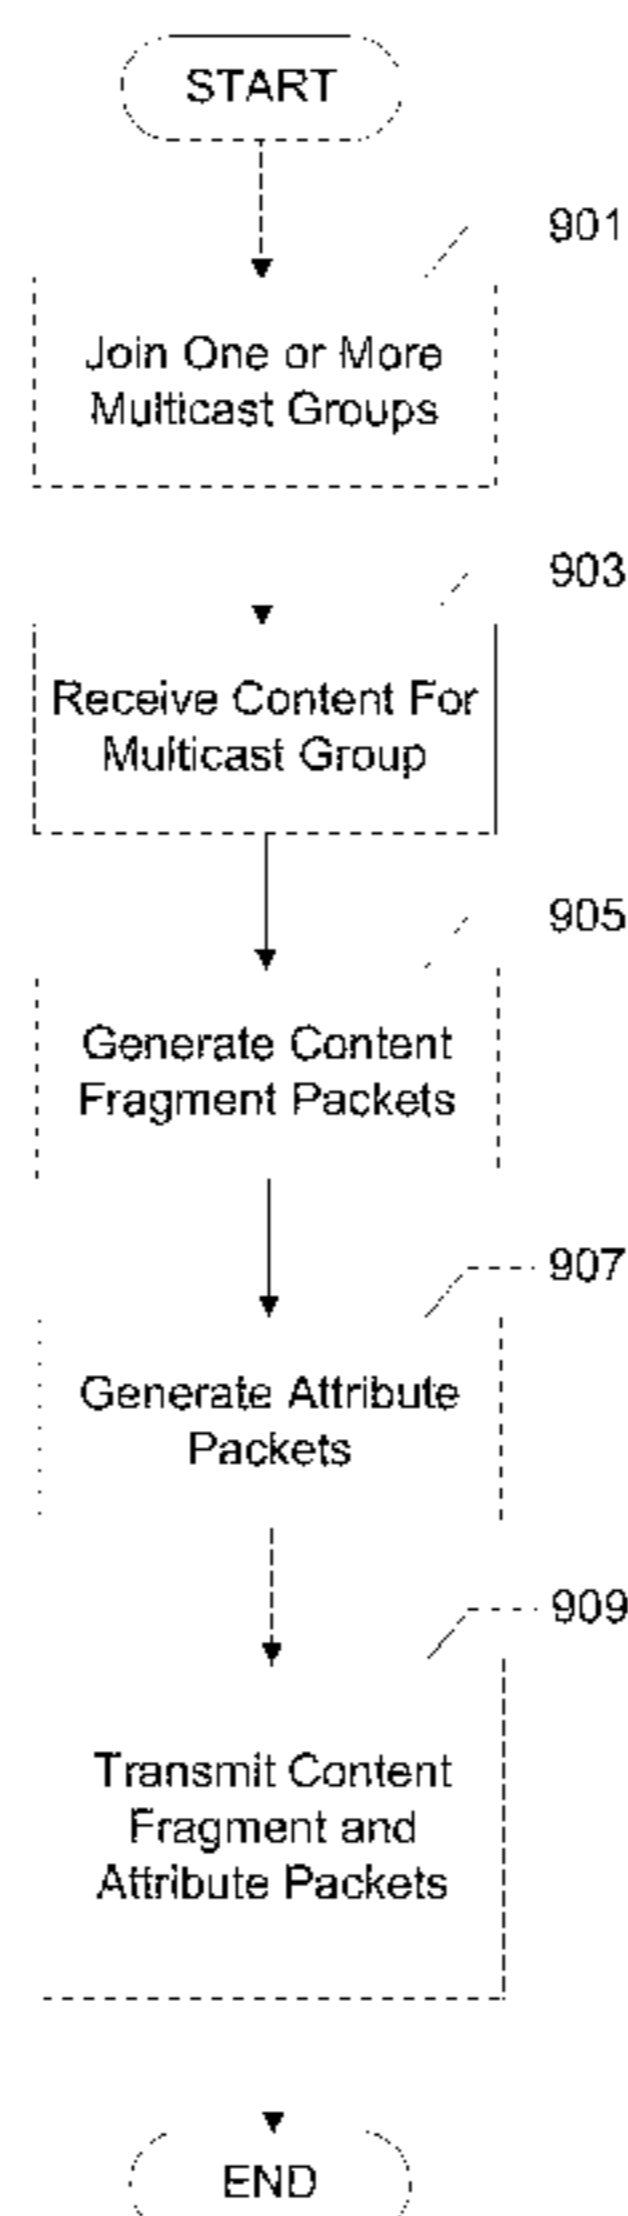 START
901
Join One or More
Multicast Groups
903
Receive Content For
Multicast Group
905
Generate Content
Fragment Packets
907
Generate Attribute
Packets
909
Transmit Content
Fragment and
Attribute Packets
END